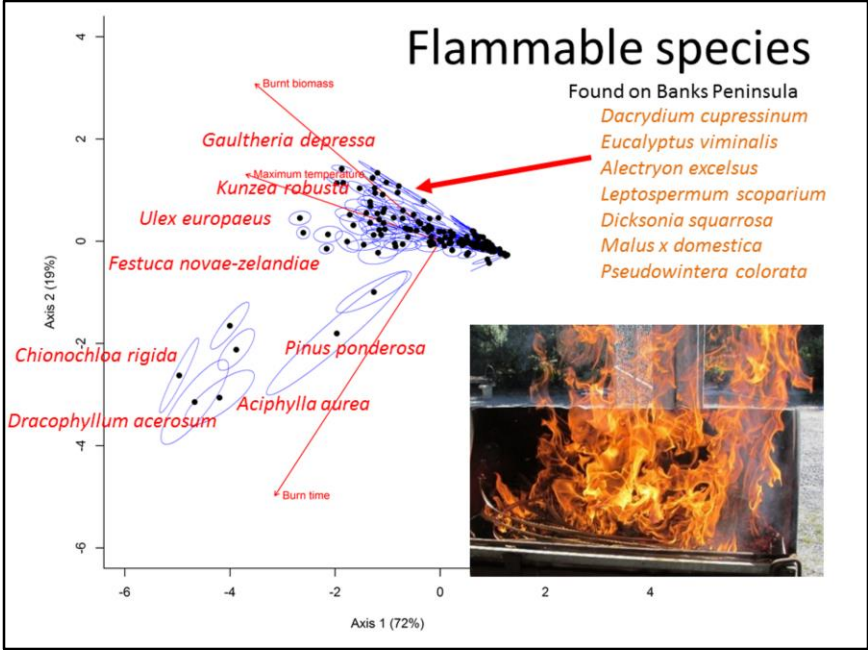 Flammable species
Found on Banks Peninsula
Dacrydium cupressinum
Eucalyptus viminalis
Alectryon excelsus
Leptospermum scoparium
Dicksonia squarrosa
Malus x domestica
Pseudowintera colorata
Burnt biomass
Gaultheria depressa
Maximum temperature
Kunzea robusta
Ulex europaeus
Festuca novae-zelandiae
Chionochloa rigida
Pinus ponderosa
Aciphylla aurea
Dracophyllum acerosum
Burn time
Axis 2 (19%)
4
2
0
-2
-4
-6
-6
-4
-2
0
2
4
Axis 1 (72%)